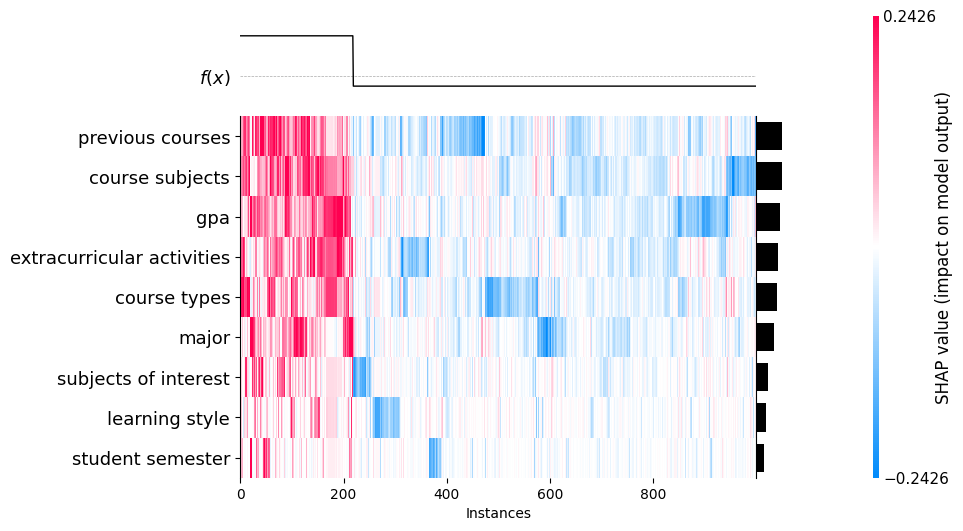 0.2426
f(x)
previous courses
course subjects
gpa
extracurricular activities
course types
major
subjects of interest
learning style
student semester
SHAP value (impact on model output)
−0.2426
0 200 400 600 800
Instances